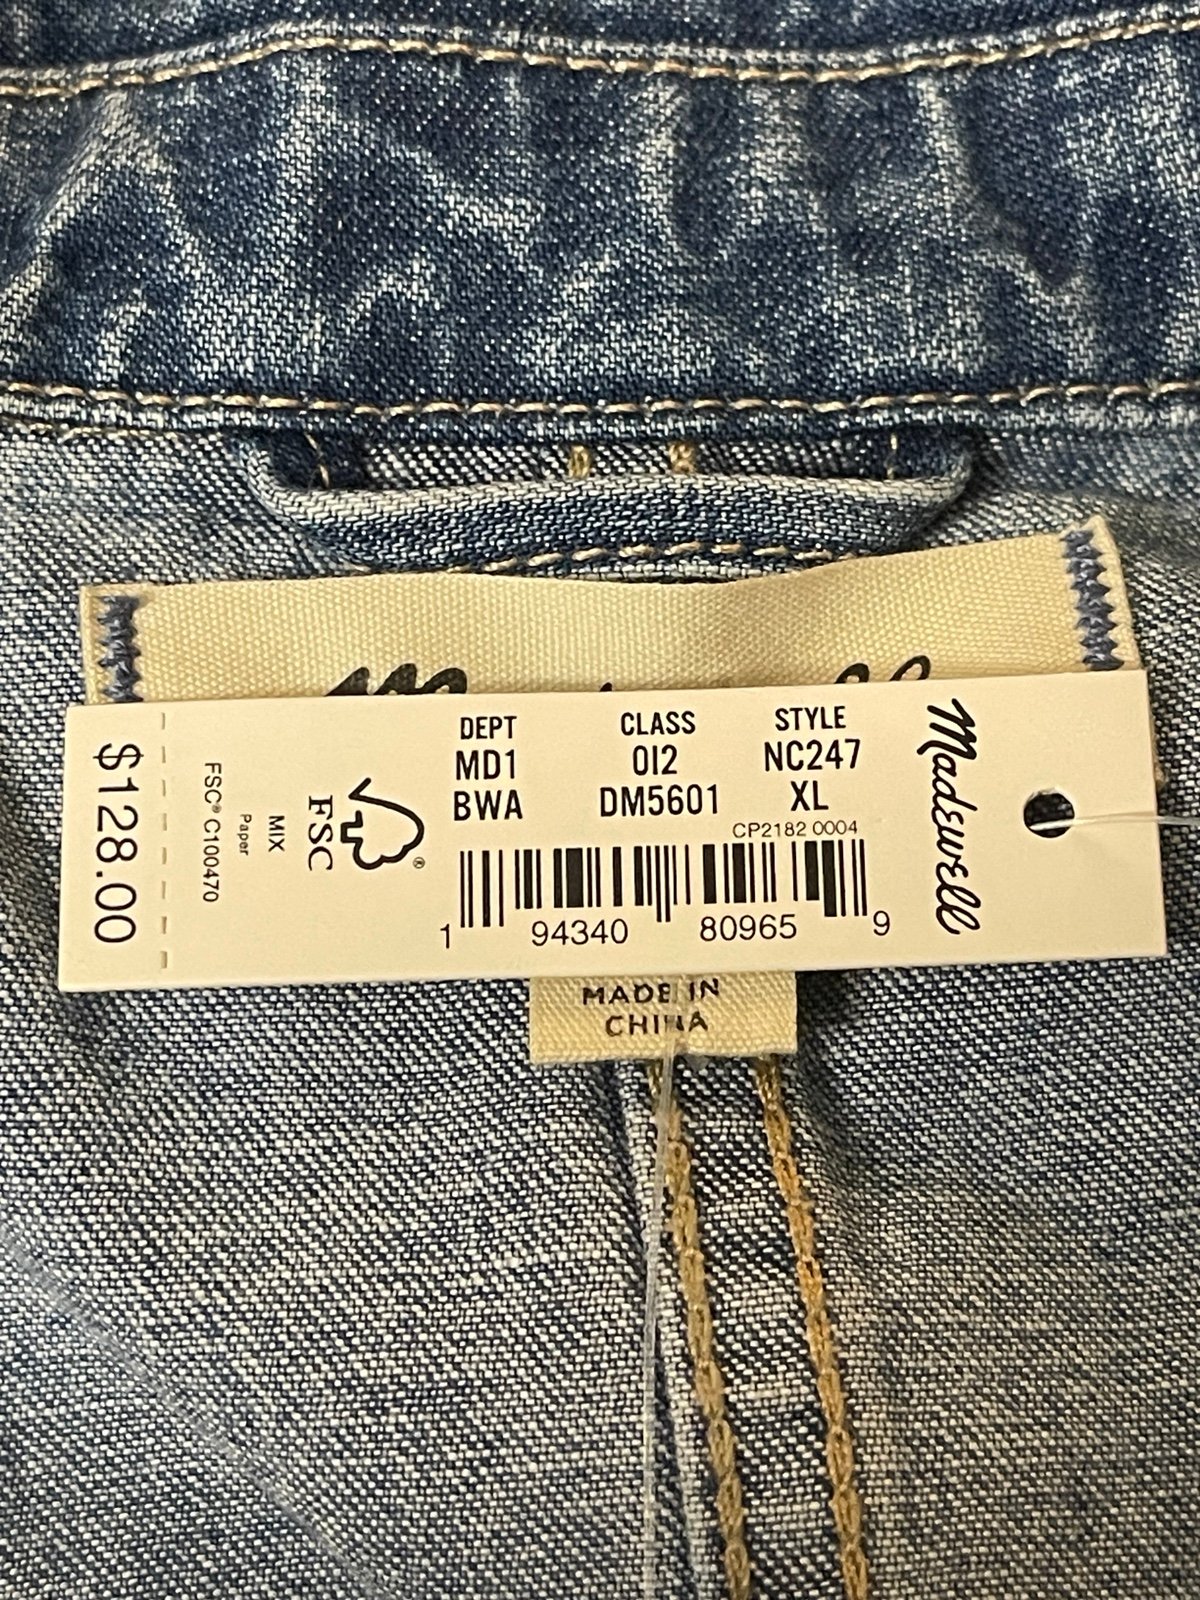 DEPT
MD1
BWA
CLASS
OI2
DM5601
STYLE
NC247
XL
CP2182 0004
1 94340 80965 9
Madewell
$128.00
FSC® C100470
Paper
MIX
FSC
®
MADE IN
CHINA